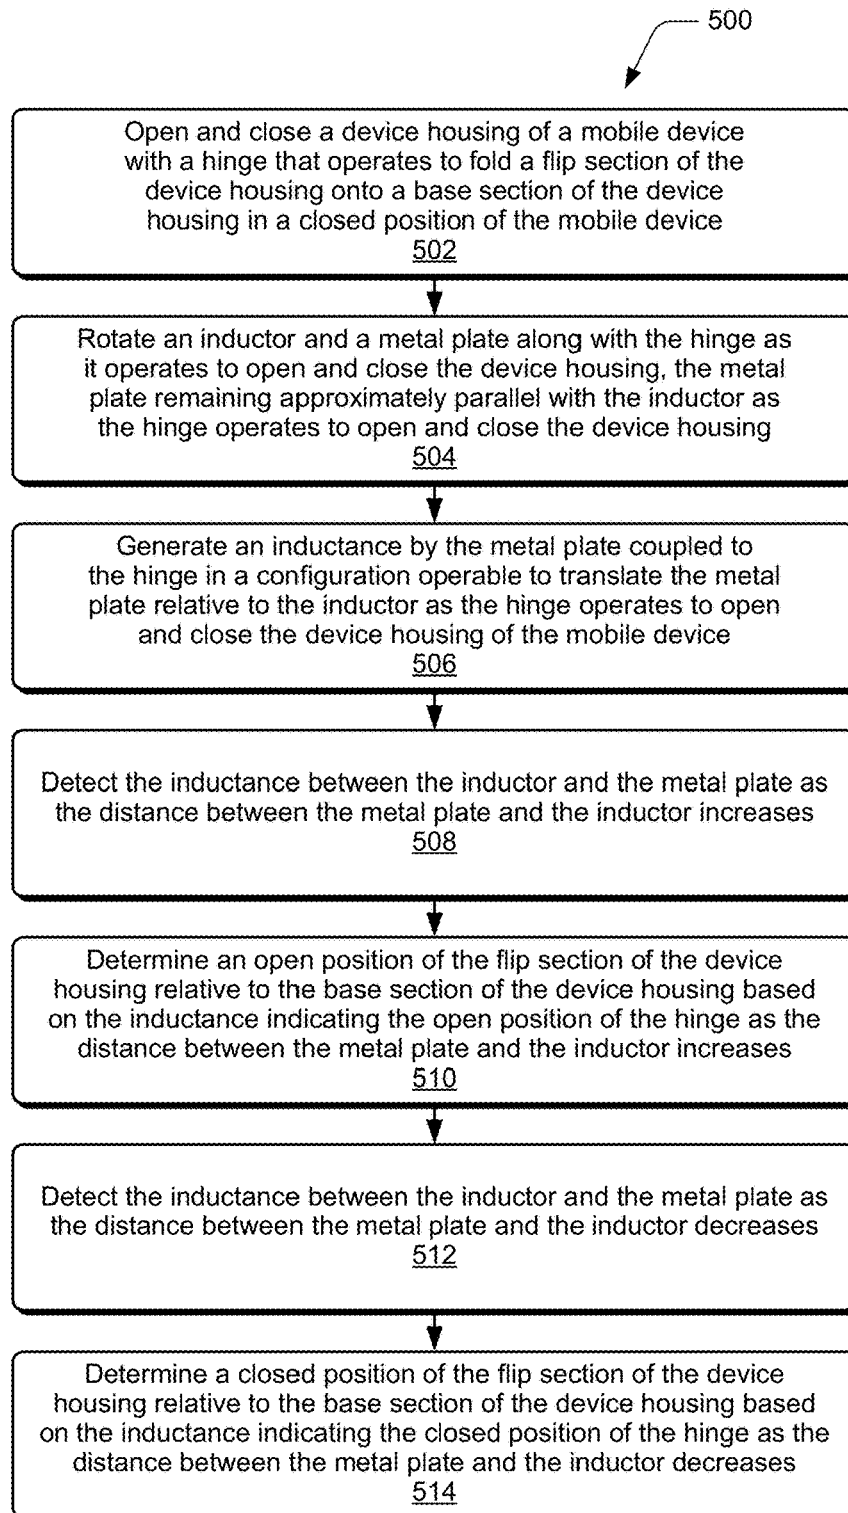 500
Open and close a device housing of a mobile device
with a hinge that operates to fold a flip section of the
device housing onto a base section of the device
housing in a closed position of the mobile device
502
Rotate an inductor and a metal plate along with the hinge as
it operates to open and close the device housing, the metal
plate remaining approximately parallel with the inductor as
the hinge operates to open and close the device housing
504
Generate an inductance by the metal plate coupled to
the hinge in a configuration operable to translate the metal
plate relative to the inductor as the hinge operates to open
and close the device housing of the mobile device
506
Detect the inductance between the inductor and the metal plate as
the distance between the metal plate and the inductor increases
508
Determine an open position of the flip section of the device
housing relative to the base section of the device housing based
on the inductance indicating the open position of the hinge as the
distance between the metal plate and the inductor increases
510
Detect the inductance between the inductor and the metal plate as
the distance between the metal plate and the inductor decreases
512
Determine a closed position of the flip section of the device
housing relative to the base section of the device housing based
on the inductance indicating the closed position of the hinge as the
distance between the metal plate and the inductor decreases
514